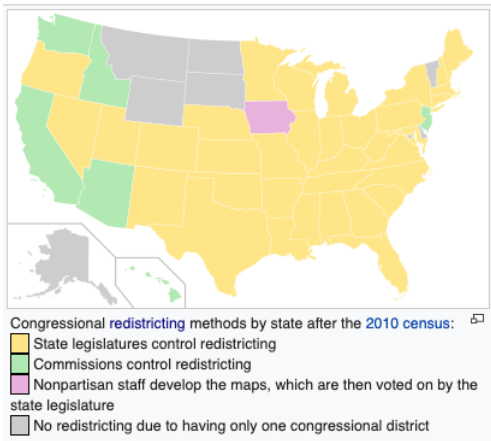 Congressional redistricting methods by state after the 2010 census:
State legislatures control redistricting
Commissions control redistricting
Nonpartisan staff develop the maps, which are then voted on by the
state legislature
No redistricting due to having only one congressional district